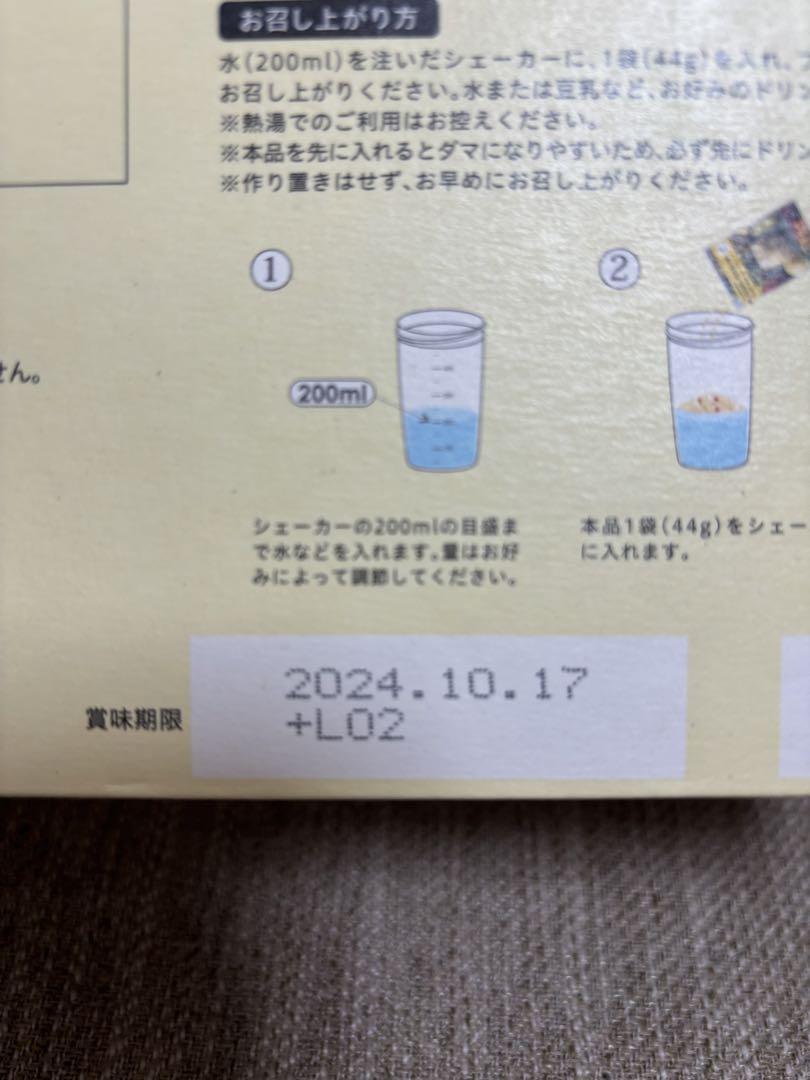 お召し上がり方
水(200ml)を注いだシェーカーに、1袋(44g)を入れ、
お召し上がりください。水または豆乳など、お好みのドリン
※熱湯でのご利用はお控えください。
※本品を先に入れるとダマになりやすいため、必ず先にドリン
※作り置きはせず、お早めにお召し上がりください。
1
2
せん。
200ml
シェーカーの200mlの目盛ま
で水などを入れます。量はお好
みによって調節してください。
本品1袋(44g)をシェー
に入れます。
賞味期限
2024.10.17
+L02